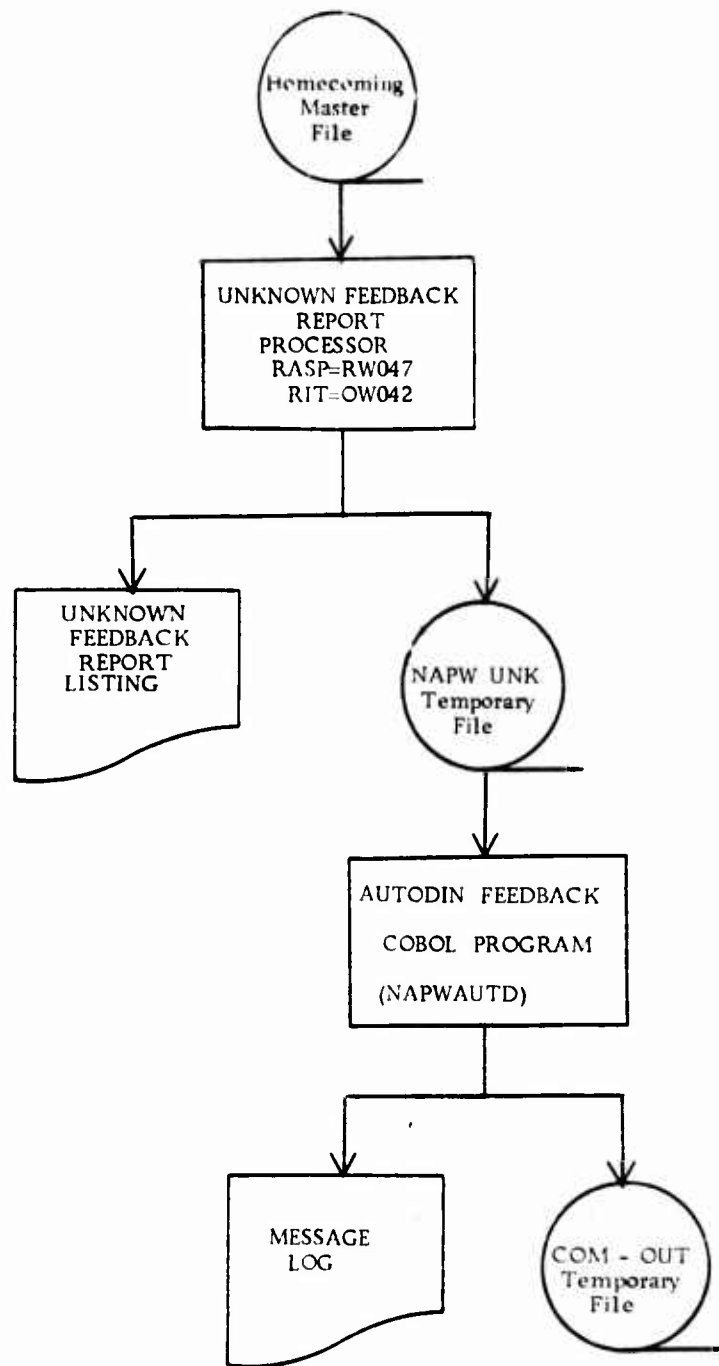 Homecoming
Master
File
UNKNOWN FEEDBACK
REPORT
PROCESSOR
RASP=RW047
RIT=OW042
UNKNOWN
FEEDBACK
REPORT
LISTING
NAPW UNK
Temporary
File
AUTODIN FEEDBACK
COBOL PROGRAM
(NAPWAUTD)
MESSAGE
LOG
COM - OUT
Temporary
File